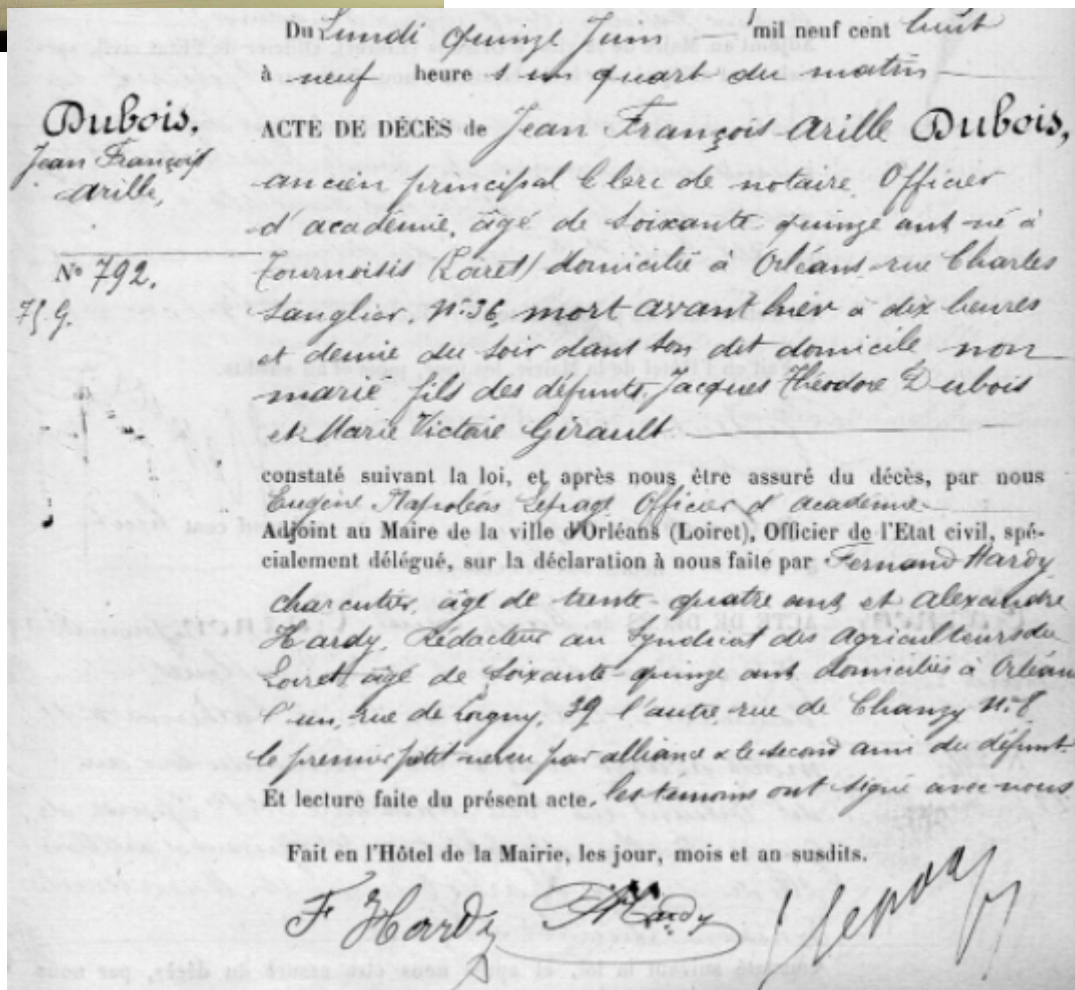 Du Lundi quinze Juin — mil neuf cent huit
à neuf heures un quart du matin
Dubois,
Jean François
Arille,
N° 792.
75 G.
ACTE DE DÉCÈS de Jean François-Arille Dubois,
ancien principal Clerc de notaire, Officier
d'académie, âgé de soixante quinze ans né à
Tournoisis (Loiret) domicilié à Orléans, rue Charles
Sanglier, N° 36, mort avant hier à dix heures
et demie du soir dans son dit domicile, non
marié, fils des défunts, Jacques Théodore Dubois
et Marie Victoire Girault
constaté suivant la loi, et après nous être assuré du décès, par nous
Eugène Napoléon Lepage Officier d'académie
Adjoint au Maire de la ville d'Orléans (Loiret), Officier de l'Etat civil, spé-
cialement délégué, sur la déclaration à nous faite par Fernand Hardy
charcutier, âgé de trente-quatre ans et Alexandre
Hardy, Rédacteur au Syndicat des Agriculteurs du
Loiret, âgé de soixante-quinze ans domiciliés à Orléans
l'un, rue de Loigny, 39 l'autre rue de Chanzy N° 8
le premier petit-neveu par alliance & le second ami du défunt.
Et lecture faite du présent acte, les témoins ont signé avec nous
Fait en l'Hôtel de la Mairie, les jour, mois et an susdits.
F Hardy Hardy Lepage